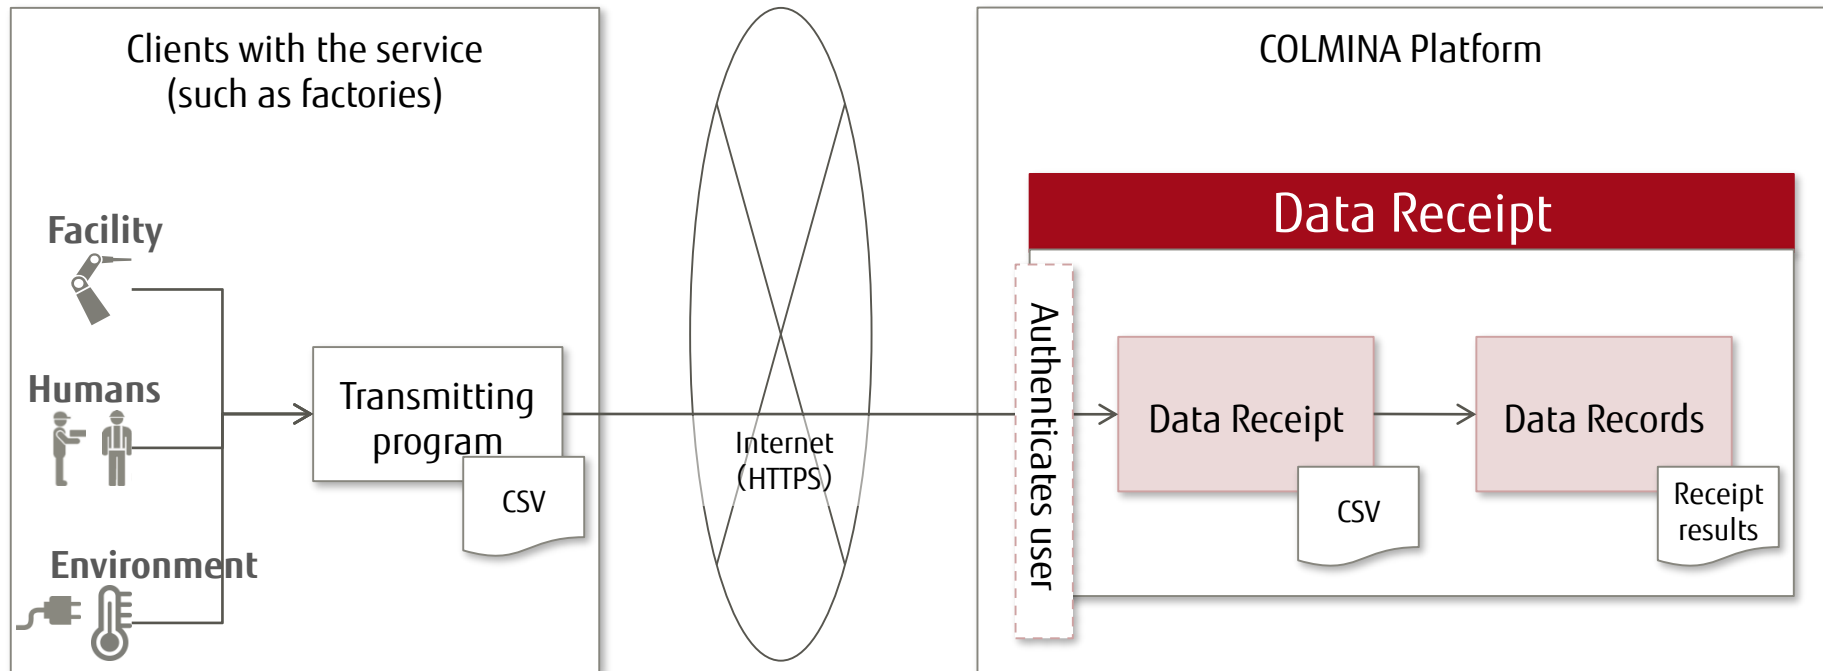 Clients with the service
(such as factories)
Facility
Humans
Environment
Transmitting
program
CSV
Internet
(HTTPS)
COLMINA Platform
Data Receipt
Authenticates user
Data Receipt
CSV
Data Records
Receipt
results